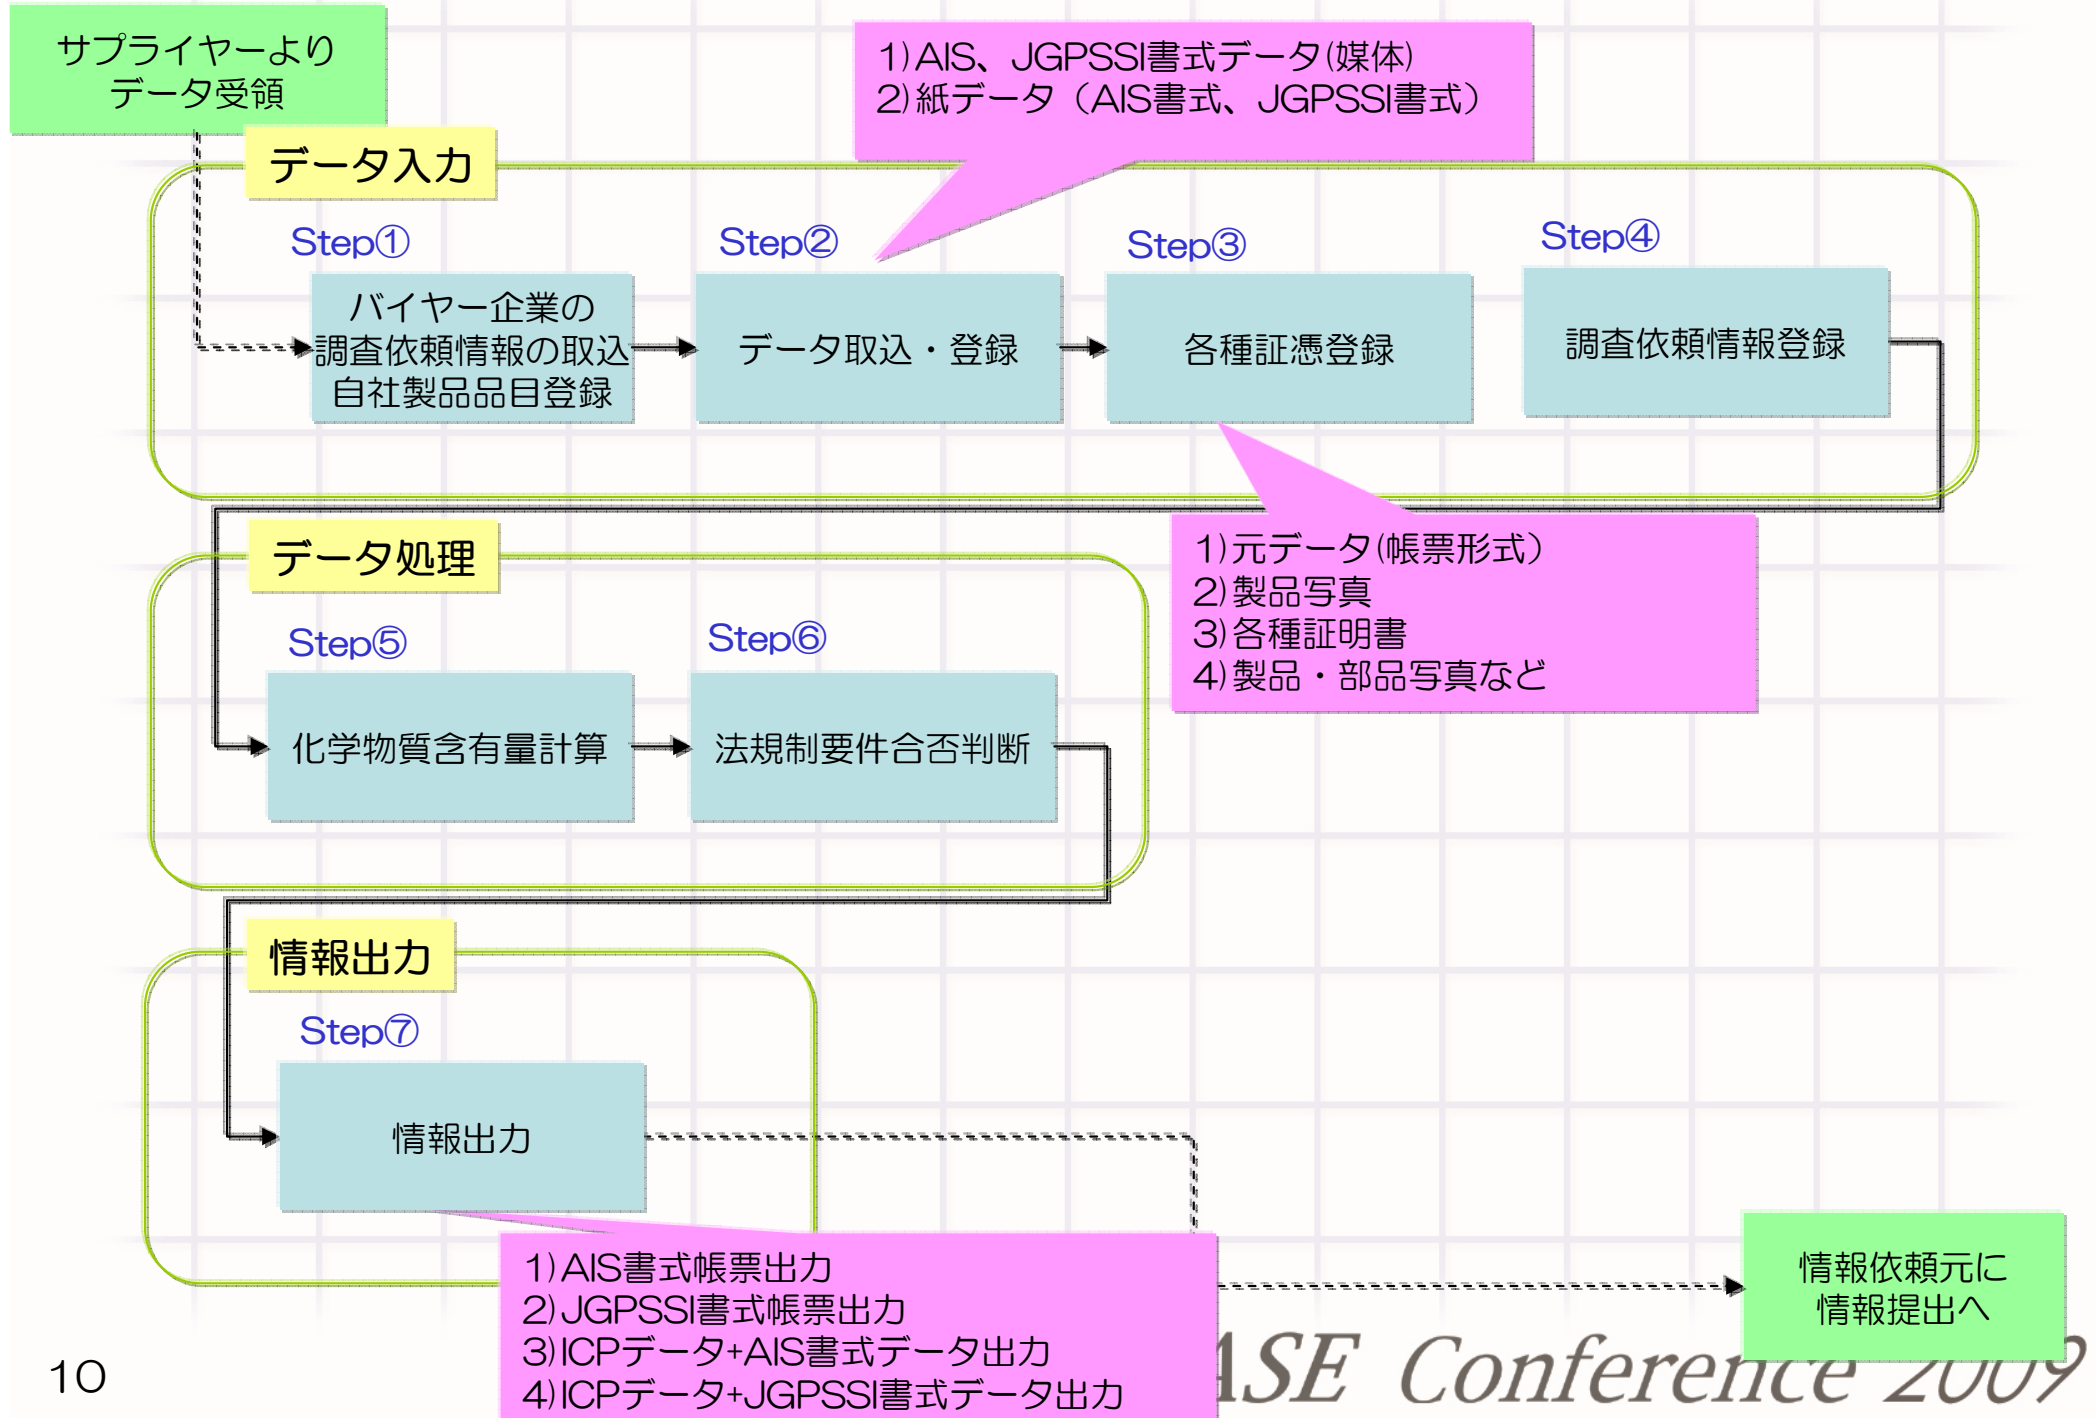 サプライヤーより
データ受領
1)AIS、JGPSSI書式データ(媒体)
2)紙データ（AIS書式、JGPSSI書式）
データ入力
Step①
Step②
Step③
Step④
バイヤー企業の
調査依頼情報の取込
自社製品品目登録
データ取込・登録
各種証憑登録
調査依頼情報登録
1)元データ(帳票形式）
2)製品写真
3)各種証明書
4)製品・部品写真など
データ処理
Step⑤
Step⑥
化学物質含有量計算
法規制要件合否判断
情報出力
Step⑦
情報出力
1)AIS書式帳票出力
2)JGPSSI書式帳票出力
3)ICPデータ+AIS書式データ出力
4)ICPデータ+JGPSSI書式データ出力
情報依頼元に
情報提出へ
10
ASE Conference 2009